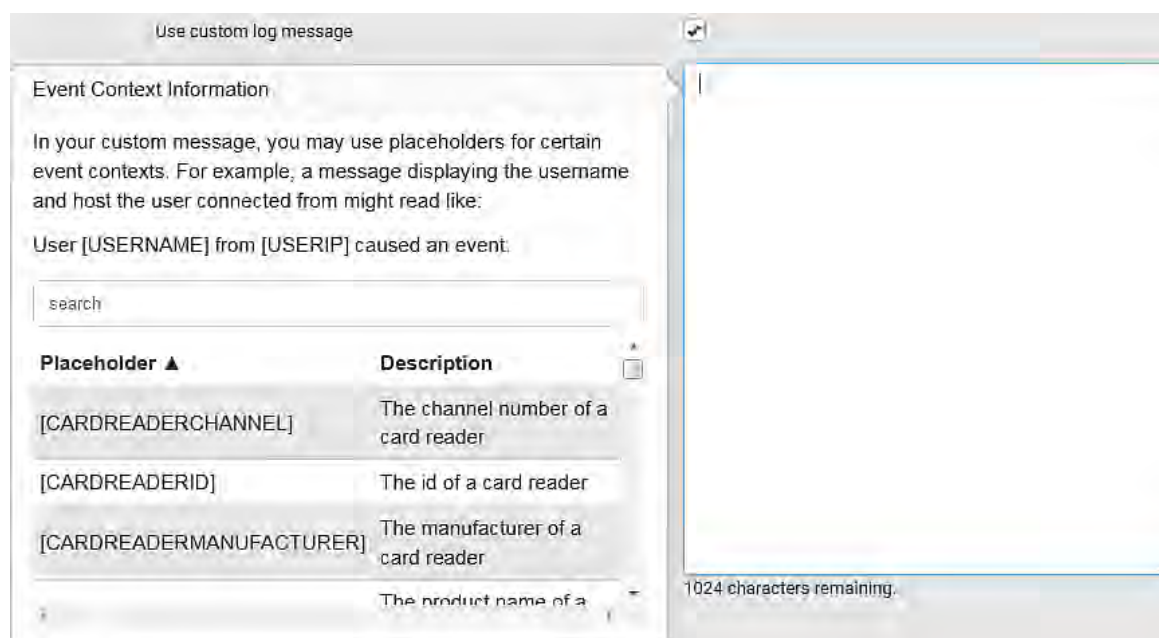 Use custom log message
Event Context Information
In your custom message, you may use placeholders for certain
event contexts. For example, a message displaying the username
and host the user connected from might read like:
User [USERNAME] from [USERIP] caused an event.
search
Placeholder ▲ Description
[CARDREADERCHANNEL] The channel number of a
card reader
[CARDREADERID] The id of a card reader
[CARDREADERMANUFACTURER] The manufacturer of a
card reader
The product name of a
1024 characters remaining.